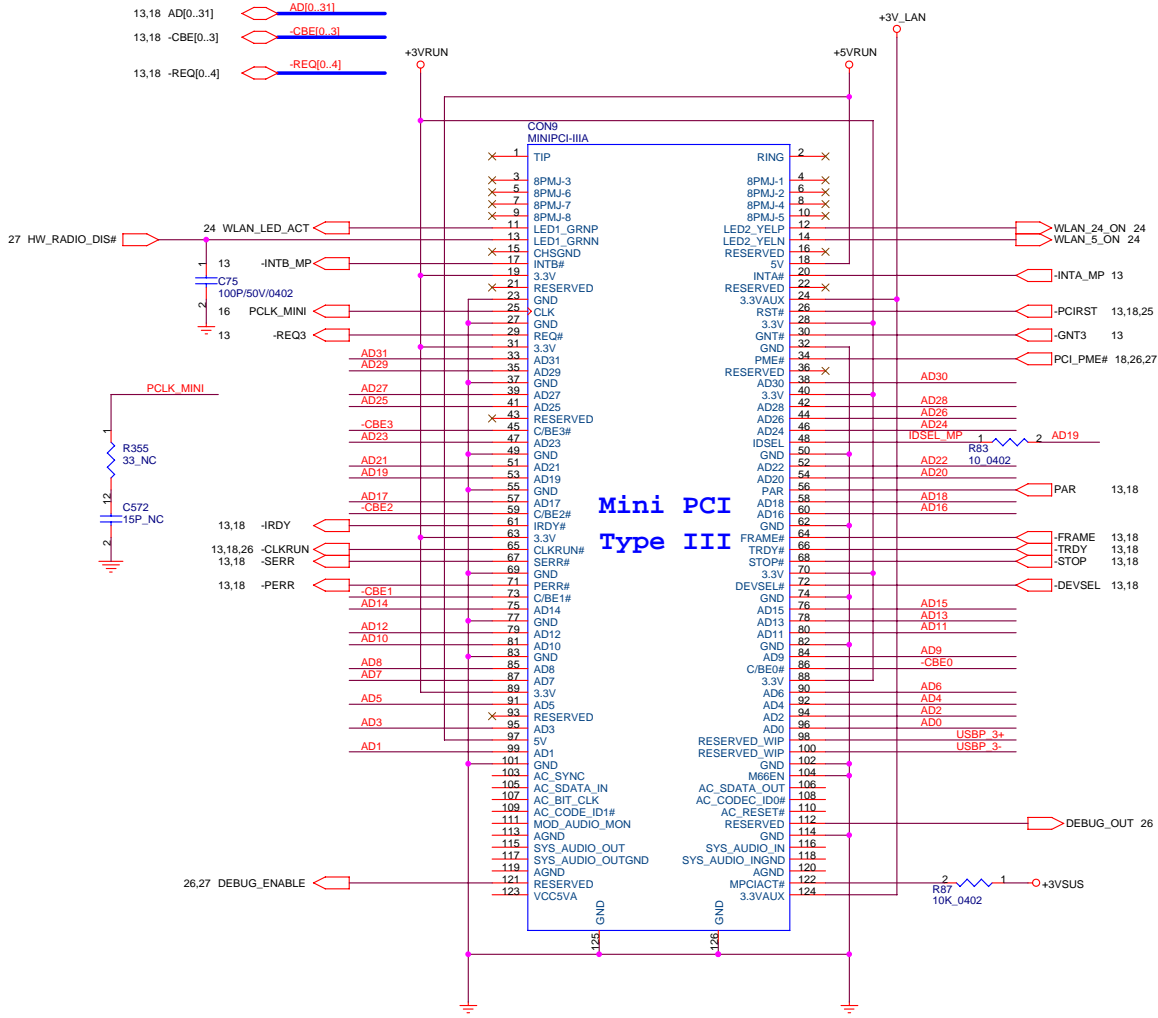 13,18 AD[0..31] AD[0..31]
13,18 -CBE[0..3] -CBE[0..3]
13,18 -REQ[0..4] -REQ[0..4]
+3VRUN
+5VRUN
+3V_LAN
CON9
MINIPCI-IIIA
1 TIP RING 2
3 8PMJ-3 8PMJ-1 4
5 8PMJ-6 8PMJ-2 6
7 8PMJ-7 8PMJ-4 8
9 8PMJ-8 8PMJ-5 10
24 WLAN_LED_ACT 11 LED1_GRNP LED2_YELP 12 WLAN_24_ON 24
27 HW_RADIO_DIS# 13 LED1_GRNN LED2_YELN 14 WLAN_5_ON 24
15 CHSGND RESERVED 16
13 -INTB_MP 17 INTB# 5V 18
19 3.3V INTA# 20 -INTA_MP 13
21 RESERVED RESERVED 22
23 GND 3.3VAUX 24
16 PCLK_MINI 25 CLK RST# 26 -PCIRST 13,18,25
27 GND 3.3V 28
13 -REQ3 29 REQ# GNT# 30 -GNT3 13
31 3.3V GND 32
AD31 33 AD31 PME# 34 PCI_PME# 18,26,27
AD29 35 AD29 RESERVED 36
37 GND AD30 38 AD30
AD27 39 AD27 3.3V 40
AD25 41 AD25 AD28 42 AD28
43 RESERVED AD26 44 AD26
-CBE3 45 C/BE3# AD24 46 AD24
AD23 47 AD23 IDSEL 48 IDSEL_MP 1 2 AD19
R83
10_0402
49 GND GND 50
AD21 51 AD21 AD22 52 AD22
AD19 53 AD19 AD20 54 AD20
55 GND PAR 56 PAR 13,18
AD17 57 AD17 AD18 58 AD18
-CBE2 59 C/BE2# AD16 60 AD16
13,18 -IRDY 61 IRDY# GND 62
63 3.3V FRAME# 64 -FRAME 13,18
13,18,26 -CLKRUN 65 CLKRUN# TRDY# 66 -TRDY 13,18
13,18 -SERR 67 SERR# STOP# 68 -STOP 13,18
69 GND 3.3V 70
13,18 -PERR 71 PERR# DEVSEL# 72 -DEVSEL 13,18
-CBE1 73 C/BE1# GND 74
AD14 75 AD14 AD15 76 AD15
77 GND AD13 78 AD13
AD12 79 AD12 AD11 80 AD11
AD10 81 AD10 GND 82
83 GND AD9 84 AD9
AD8 85 AD8 C/BE0# 86 -CBE0
AD7 87 AD7 3.3V 88
89 3.3V AD6 90 AD6
AD5 91 AD5 AD4 92 AD4
93 RESERVED AD2 94 AD2
AD3 95 AD3 AD0 96 AD0
97 5V RESERVED_WIP 98 USBP_3+
AD1 99 AD1 RESERVED_WIP 100 USBP_3-
101 GND GND 102
103 AC_SYNC M66EN 104
105 AC_SDATA_IN AC_SDATA_OUT 106
107 AC_BIT_CLK AC_CODEC_ID0# 108
109 AC_CODE_ID1# AC_RESET# 110
111 MOD_AUDIO_MON RESERVED 112 DEBUG_OUT 26
113 AGND GND 114
115 SYS_AUDIO_OUT SYS_AUDIO_IN 116
117 SYS_AUDIO_OUTGND SYS_AUDIO_INGND 118
119 AGND AGND 120
26,27 DEBUG_ENABLE 121 RESERVED MPCIACT# 122 2 1 +3VSUS
R87
10K_0402
123 VCC5VA 3.3VAUX 124
GND GND
125 126
Mini PCI
Type III
1
C75
100P/50V/0402
2
PCLK_MINI
1
R355
33_NC
12
C572
15P_NC
2